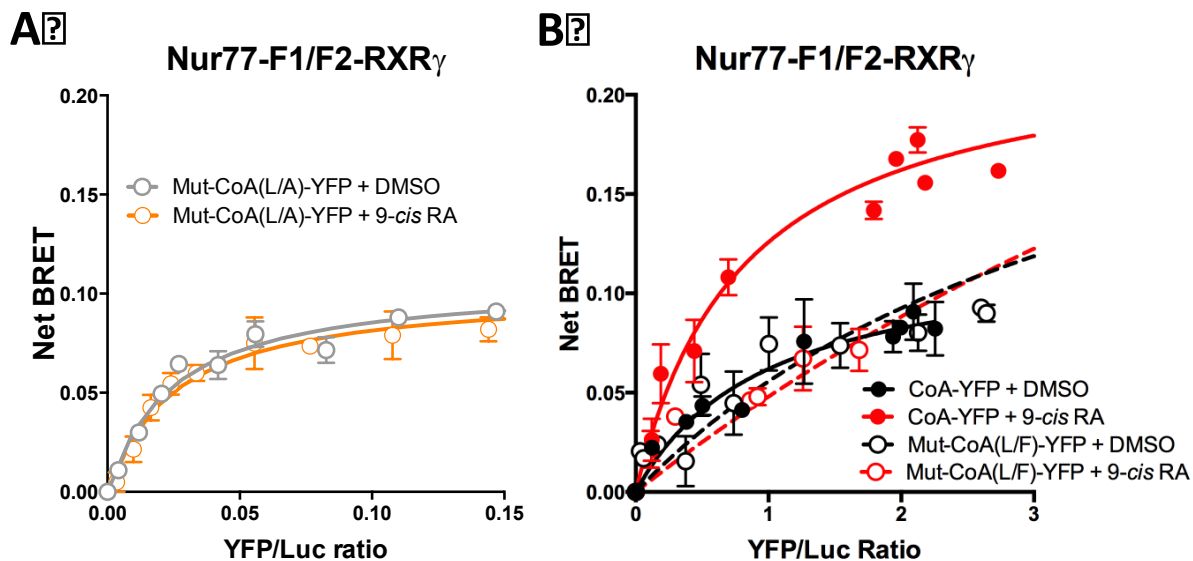 A
Nur77-F1/F2-RXRγ
0.20
0.15
0.10
0.05
0.00
Net BRET
Mut-CoA(L/A)-YFP + DMSO
Mut-CoA(L/A)-YFP + 9-cis RA
0.00 0.05 0.10 0.15
YFP/Luc ratio
B
Nur77-F1/F2-RXRγ
0.20
0.15
0.10
0.05
0.00
Net BRET
CoA-YFP + DMSO
CoA-YFP + 9-cis RA
Mut-CoA(L/F)-YFP + DMSO
Mut-CoA(L/F)-YFP + 9-cis RA
0 1 2 3
YFP/Luc Ratio